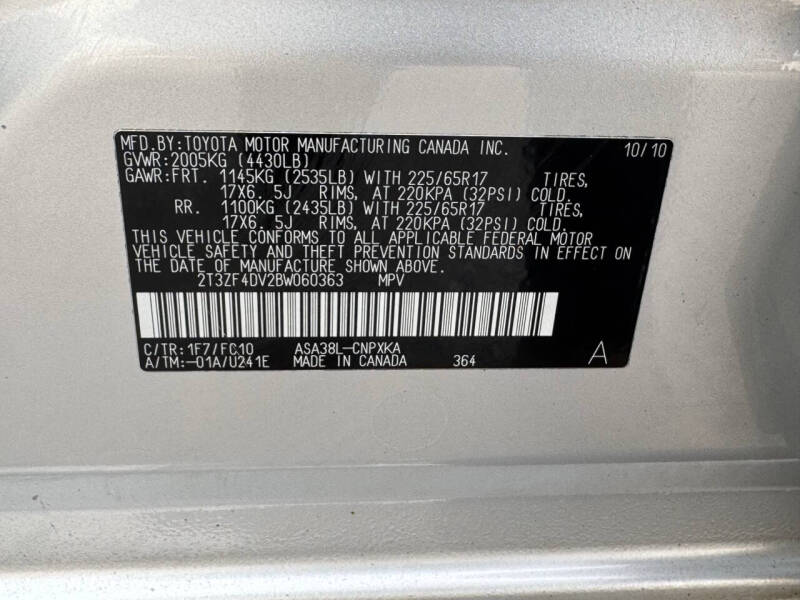 MFD.BY:TOYOTA MOTOR MANUFACTURING CANADA INC. 10/10
GVWR:2005KG (4430LB)
GAWR:FRT. 1145KG (2535LB) WITH 225/65R17 TIRES,
17X6. 5J RIMS, AT 220KPA (32PSI) COLD.
RR. 1100KG (2435LB) WITH 225/65R17 TIRES,
17X6. 5J RIMS, AT 220KPA (32PSI) COLD.
THIS VEHICLE CONFORMS TO ALL APPLICABLE FEDERAL MOTOR
VEHICLE SAFETY AND THEFT PREVENTION STANDARDS IN EFFECT ON
THE DATE OF MANUFACTURE SHOWN ABOVE.
2T3ZF4DV2BW060363 MPV
C/TR:1F7/FC10 ASA38L-CNPXKA
A/TM:-01A/U241E MADE IN CANADA 364 A